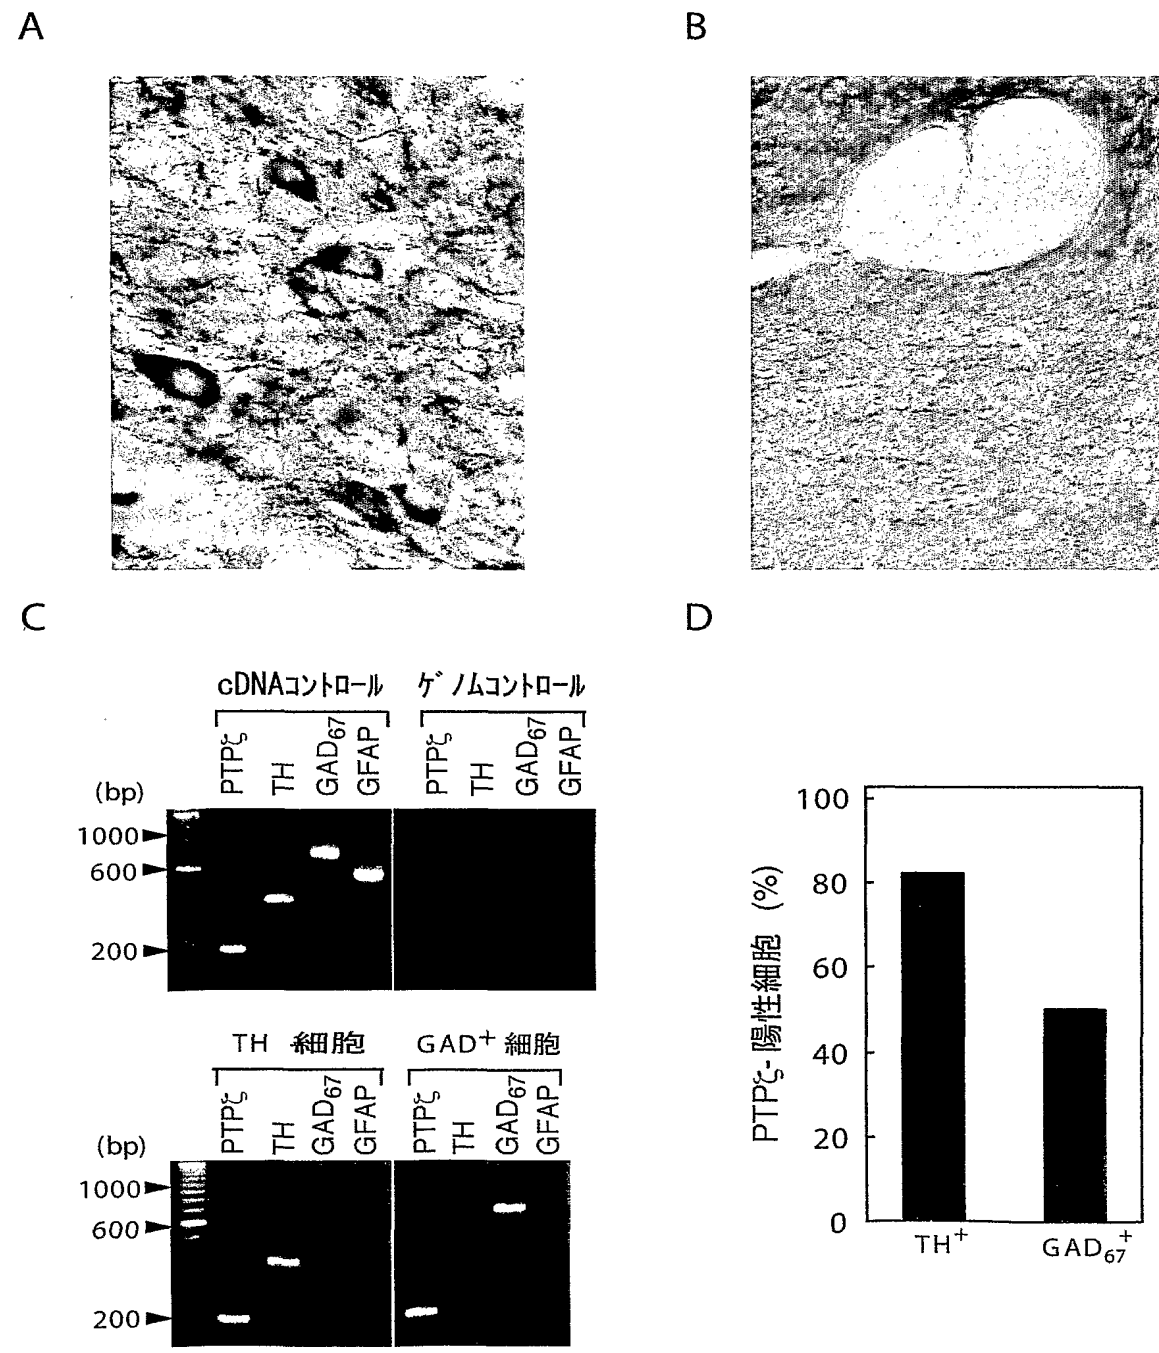 A
B
C
cDNAコントロール
ゲノムコントロール
PTPζ
TH
GAD67
GFAP
PTPζ
TH
GAD67
GFAP
(bp)
1000
600
200
TH 細胞
GAD+ 細胞
PTPζ
TH
GAD67
GFAP
PTPζ
TH
GAD67
GFAP
(bp)
1000
600
200
D
PTPζ-陽性細胞 (%)
100
80
60
40
20
0
TH+
GAD67+